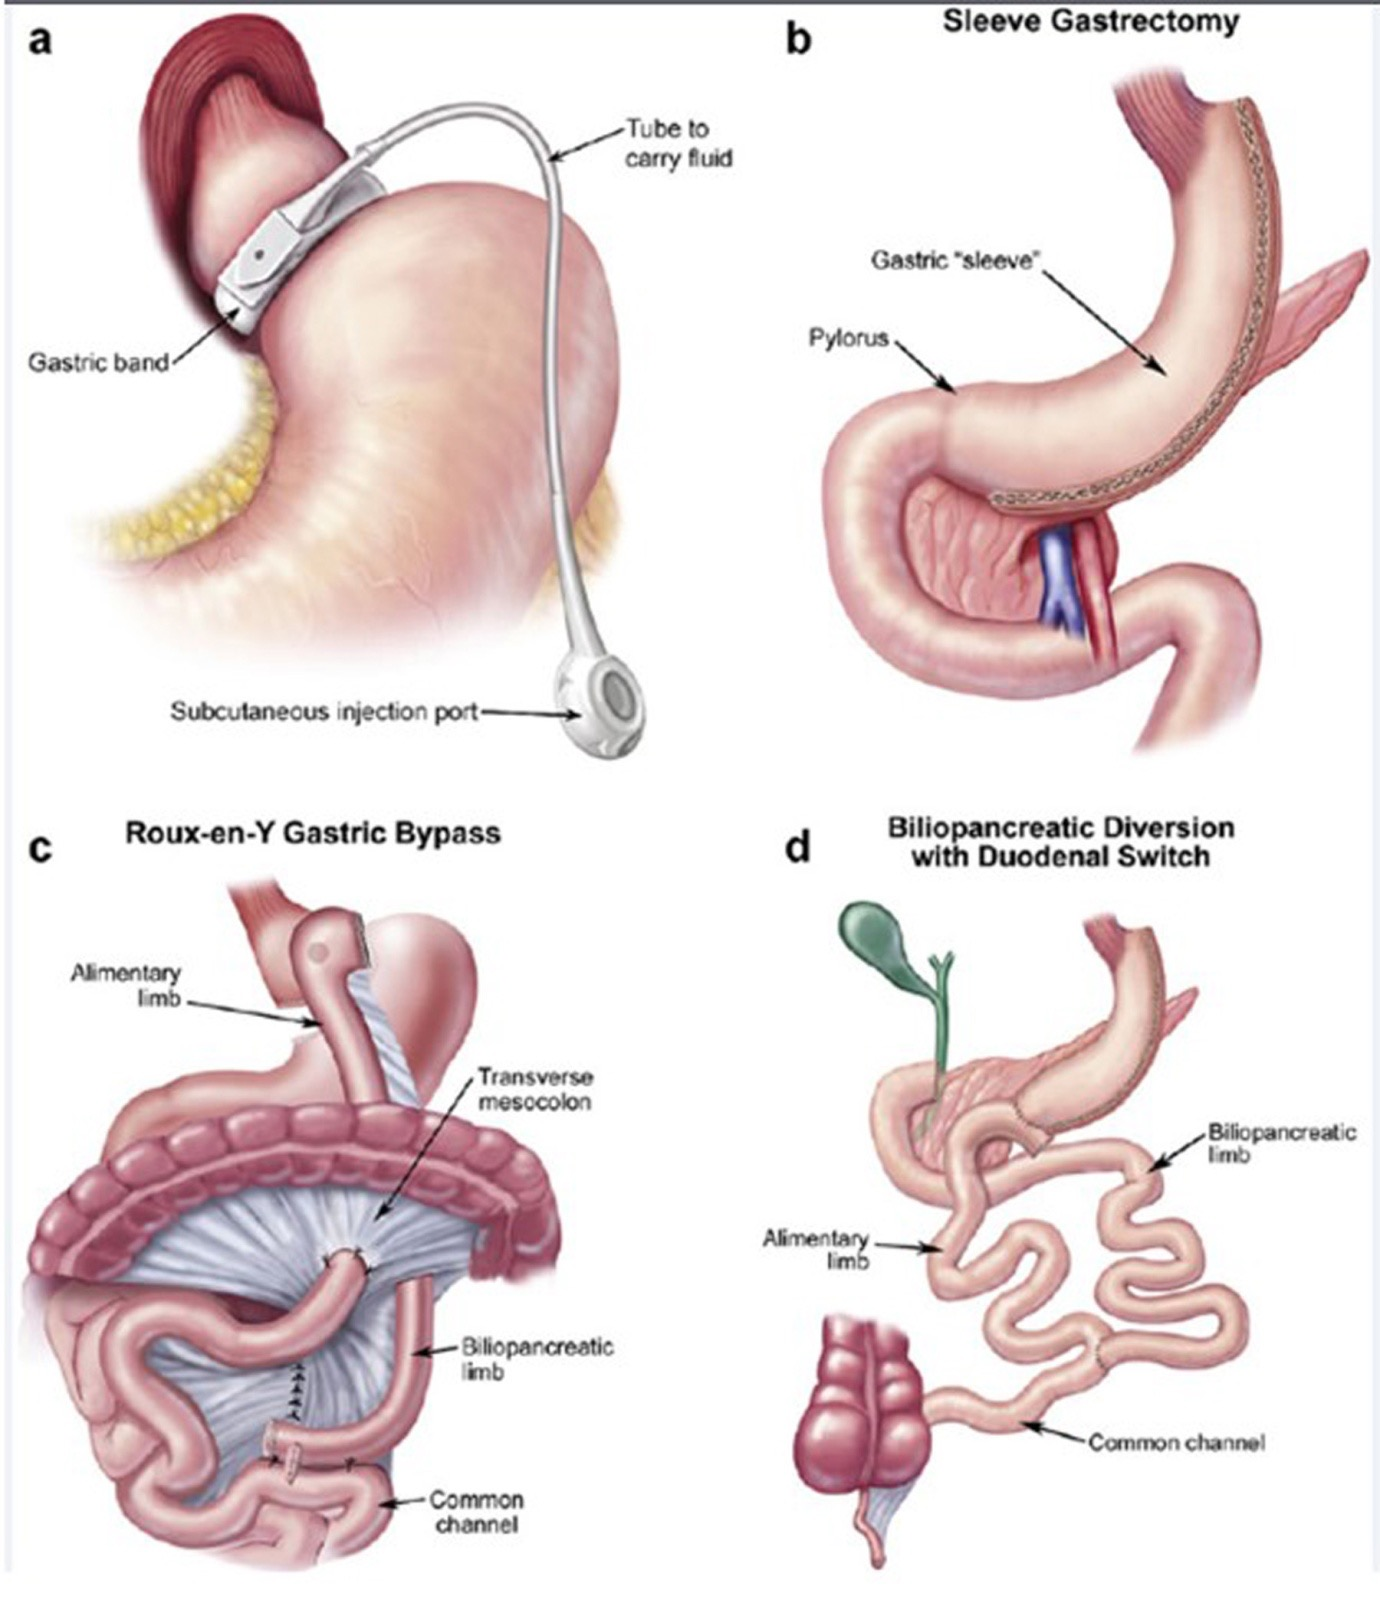 a
Tube to
carry fluid
Gastric band
Subcutaneous injection port
b
Sleeve Gastrectomy
Gastric “sleeve”
Pylorus
c
Roux-en-Y Gastric Bypass
Alimentary
limb
Transverse
mesocolon
Biliopancreatic
limb
Common
channel
d
Biliopancreatic Diversion
with Duodenal Switch
Biliopancreatic
limb
Alimentary
limb
Common channel